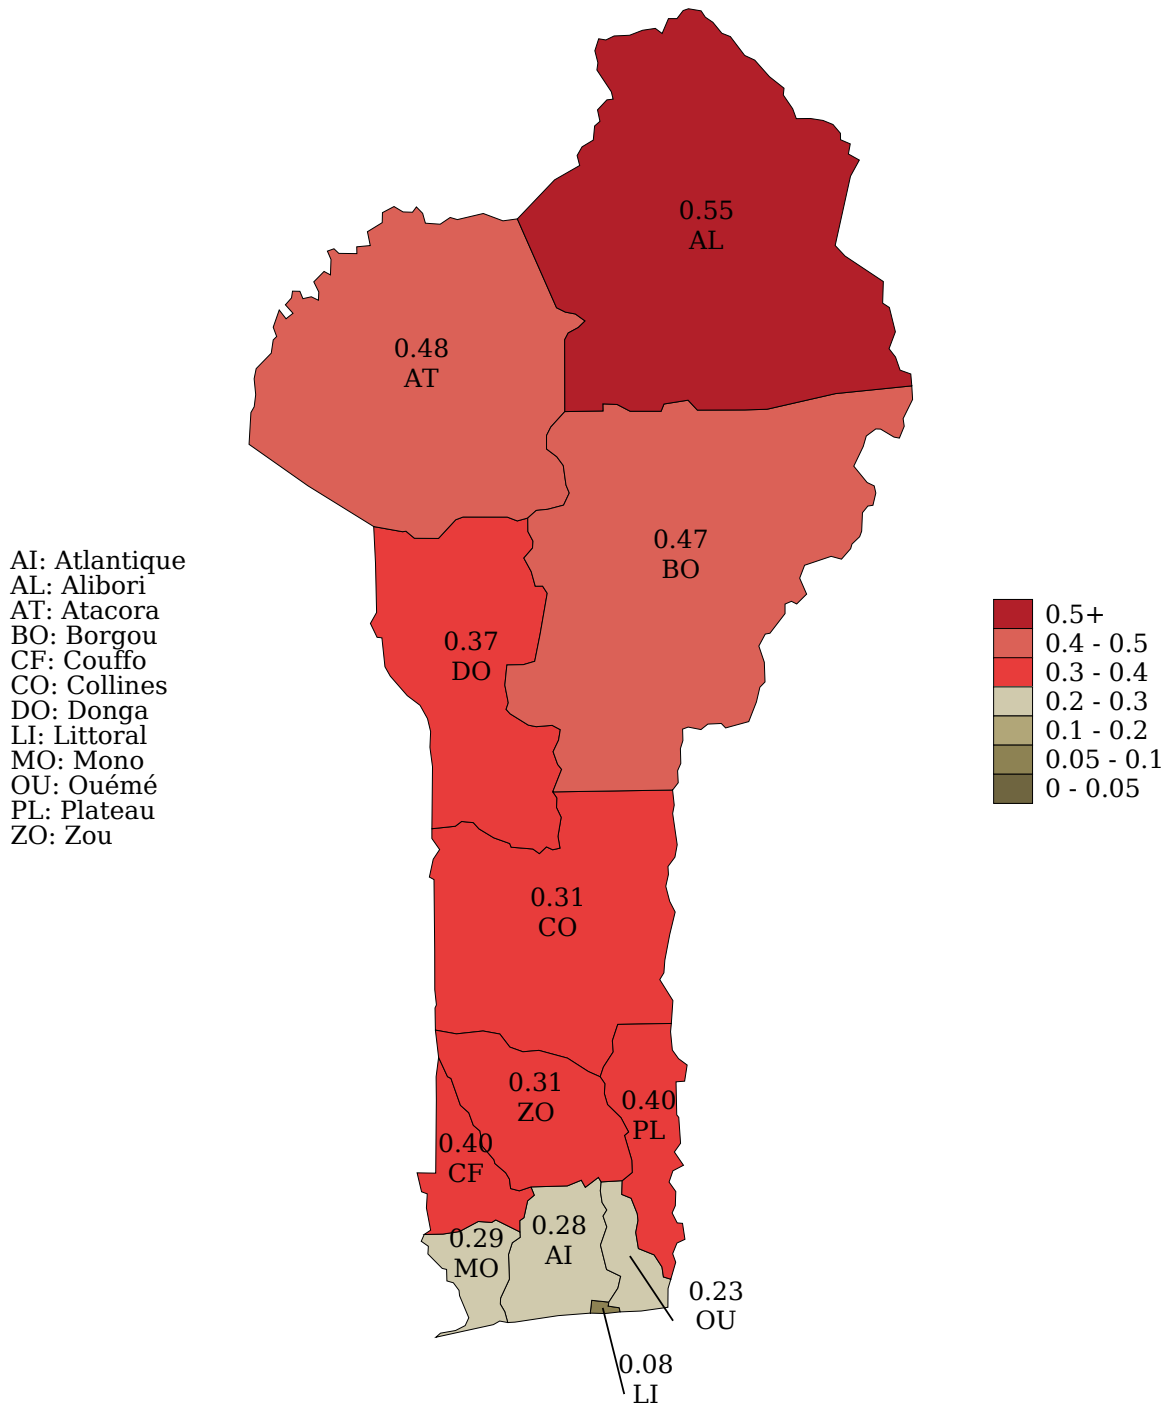 0.55
AL
0.48
AT
0.47
BO
AI: Atlantique
AL: Alibori
AT: Atacora
BO: Borgou
CF: Couffo
CO: Collines
DO: Donga
LI: Littoral
MO: Mono
OU: Ouémé
PL: Plateau
ZO: Zou
0.37
DO
0.5+
0.4 - 0.5
0.3 - 0.4
0.2 - 0.3
0.1 - 0.2
0.05 - 0.1
0 - 0.05
0.31
CO
0.31
ZO
0.40
PL
0.40
CF
0.28
AI
0.29
MO
0.23
OU
0.08
LI